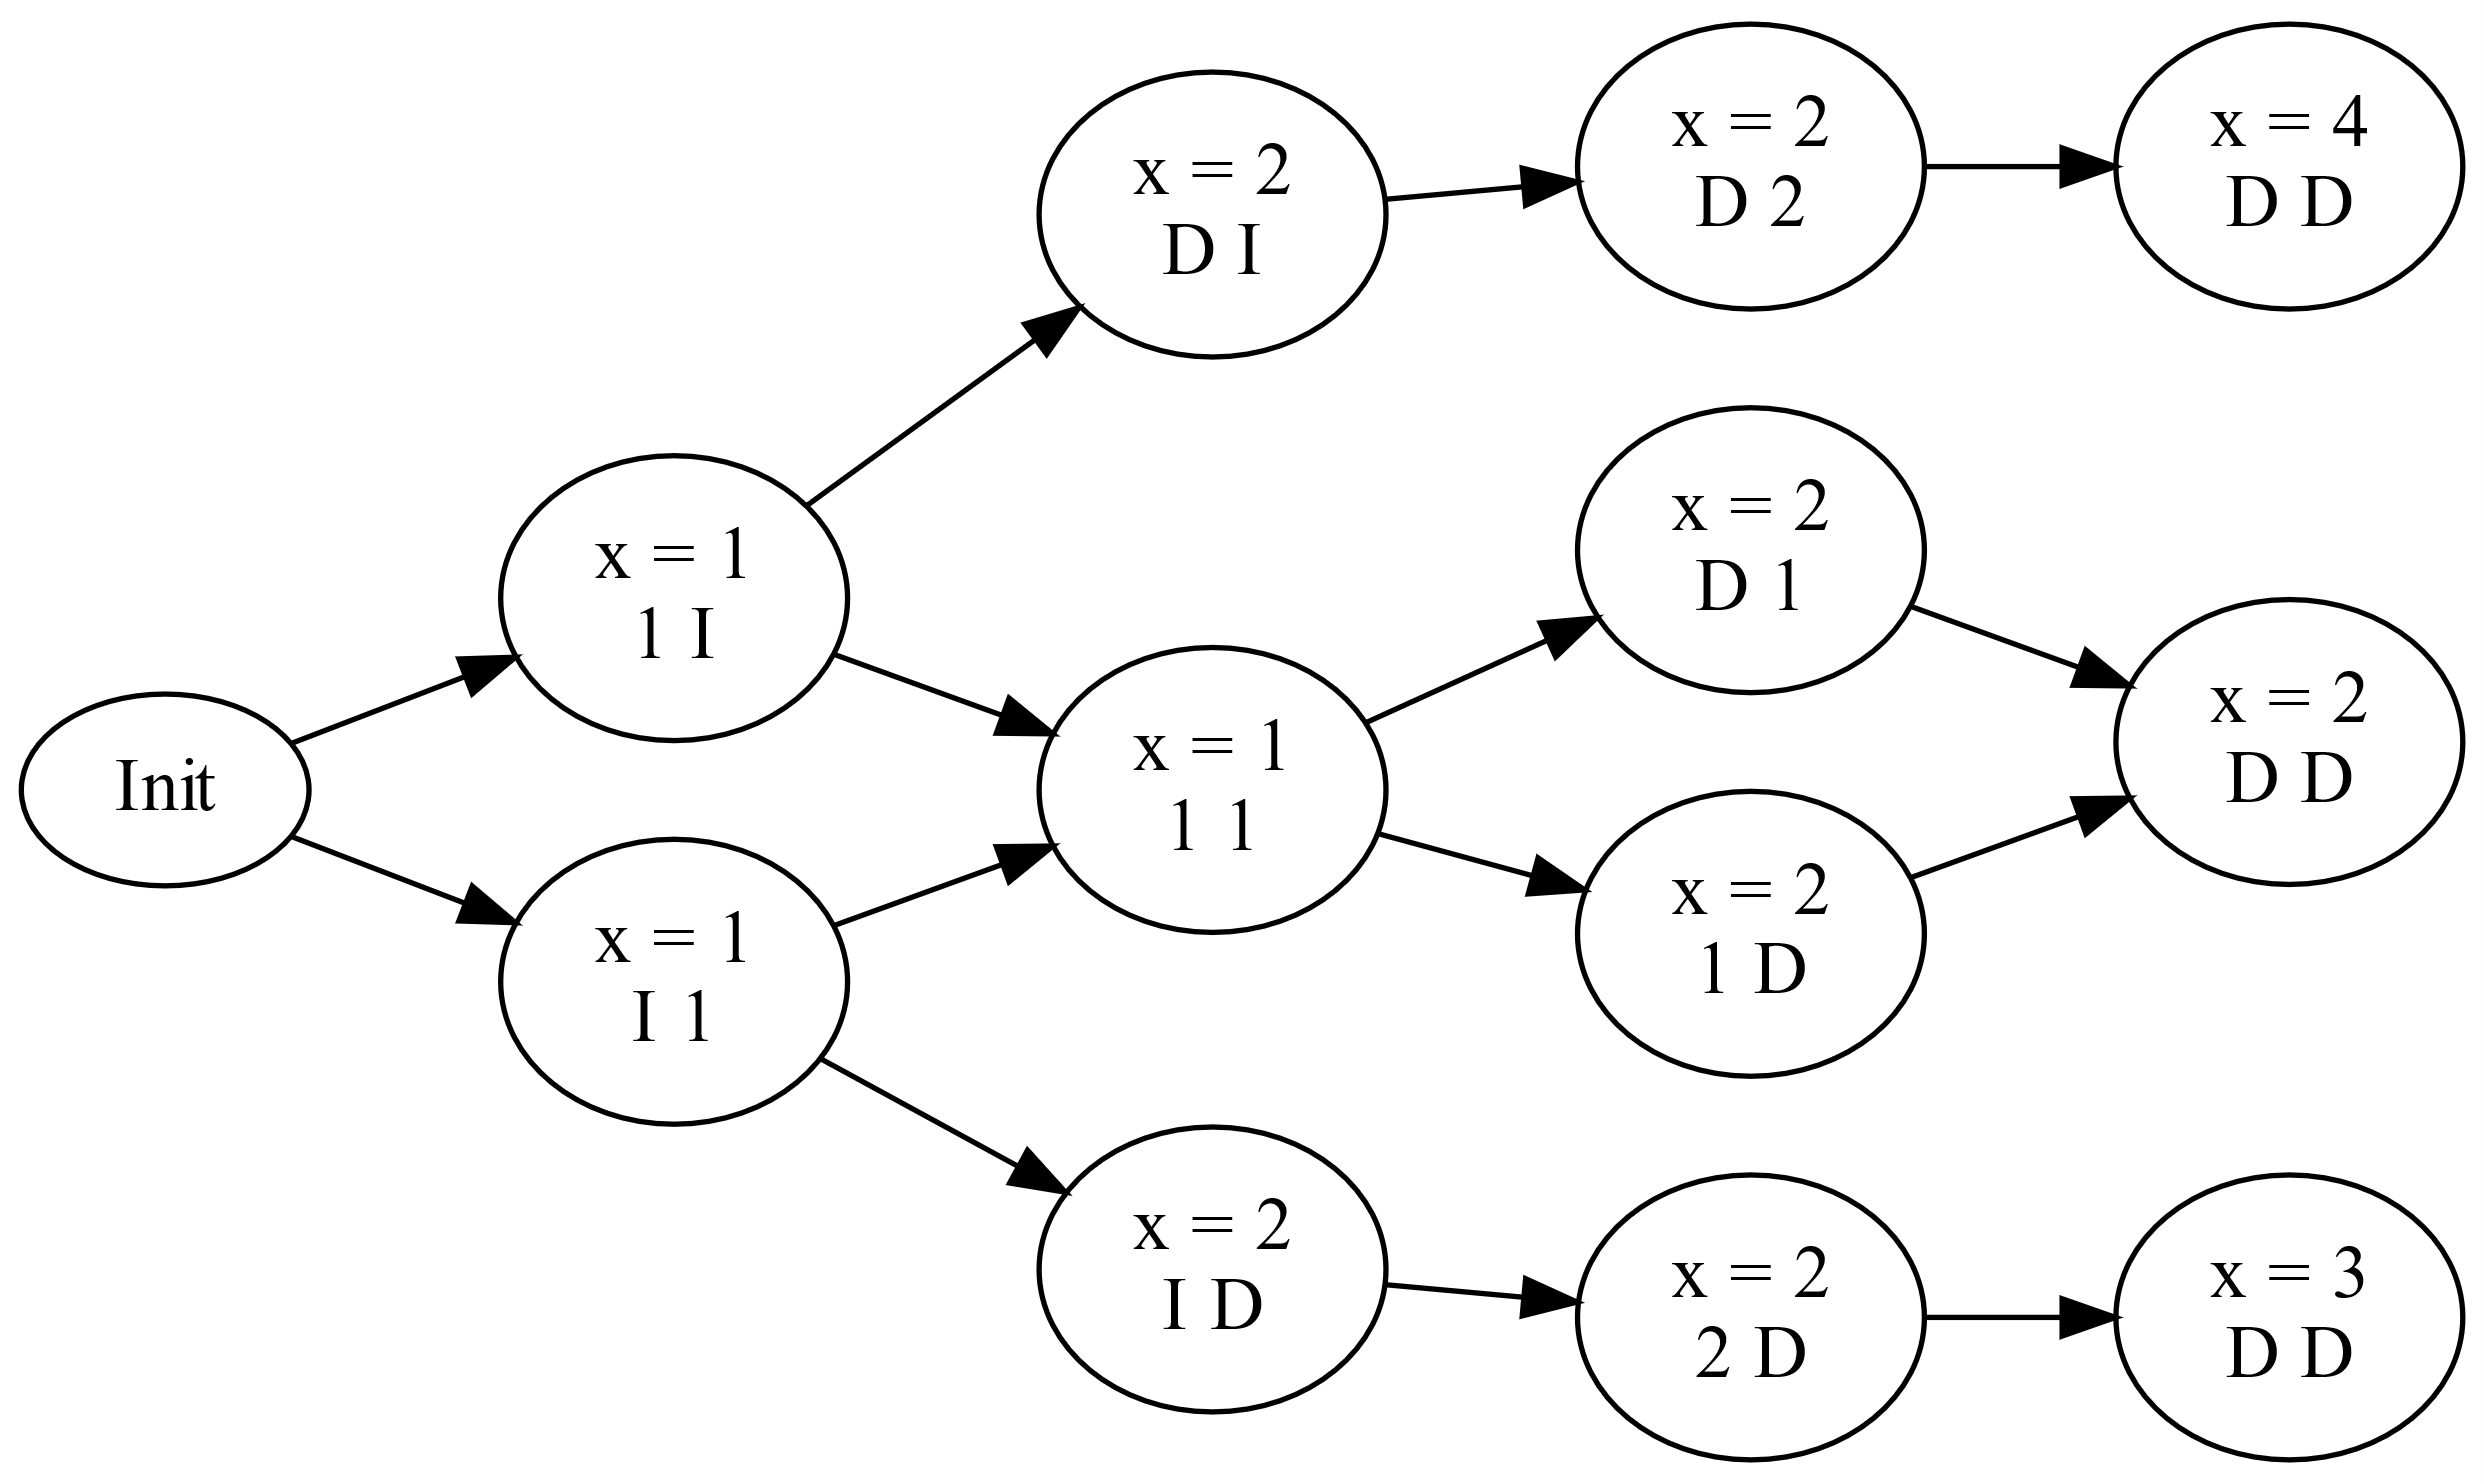 Init
x = 1
1 I
x = 1
I 1
x = 2
D I
x = 1
1 1
x = 2
I D
x = 2
D 2
x = 2
D 1
x = 2
1 D
x = 2
2 D
x = 4
D D
x = 2
D D
x = 3
D D